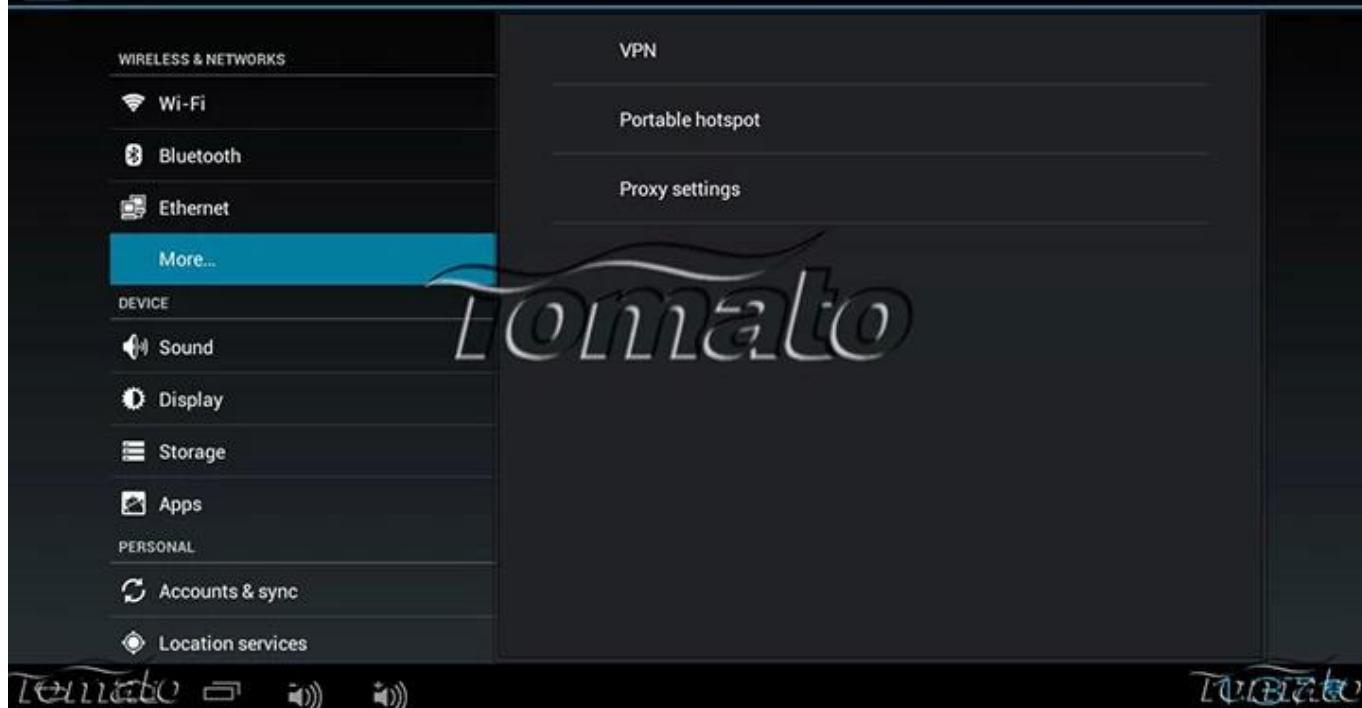 WIRELESS & NETWORKS
Wi-Fi
Bluetooth
Ethernet
More...
DEVICE
Sound
Display
Storage
Apps
PERSONAL
Accounts & sync
Location services
VPN
Portable hotspot
Proxy settings
Tomato
Tomato
Tomato